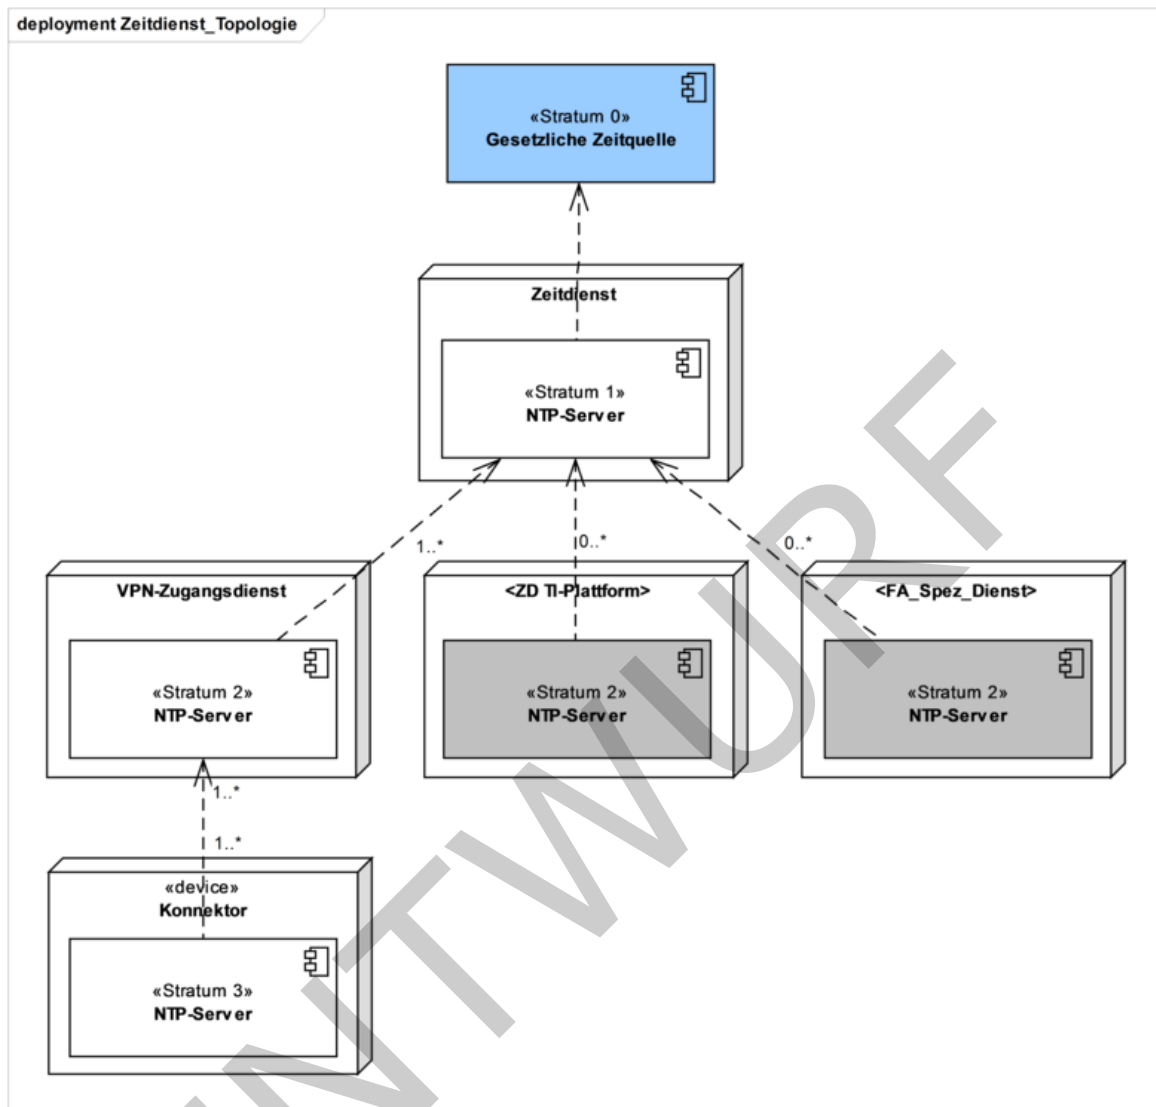 deployment Zeitdienst_Topologie
«Stratum 0»
Gesetzliche Zeitquelle
Zeitdienst
«Stratum 1»
NTP-Server
1..*
0..*
0..*
VPN-Zugangsdienst
«Stratum 2»
NTP-Server
<ZD TI-Plattform>
«Stratum 2»
NTP-Server
<FA_Spez_Dienst>
«Stratum 2»
NTP-Server
1..*
1..*
«device»
Konnektor
«Stratum 3»
NTP-Server
NTWURF